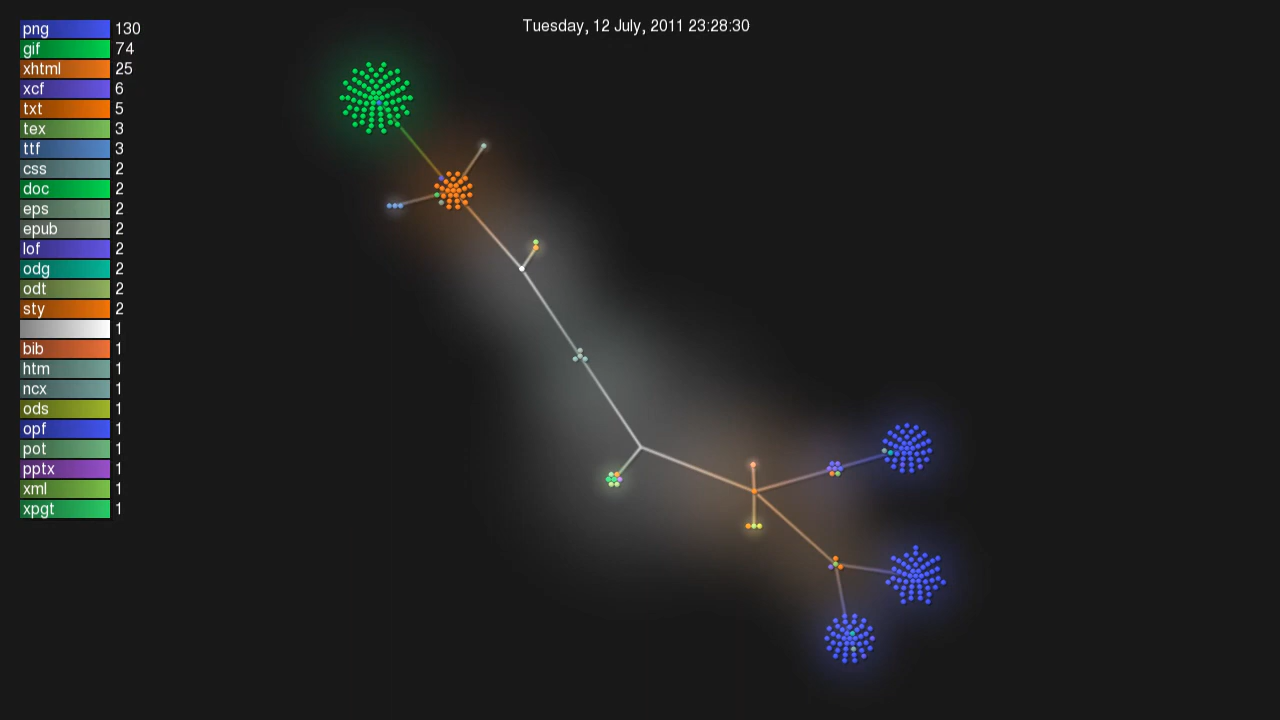 Tuesday, 12 July, 2011 23:28:30
png 130
gif 74
xhtml 25
xcf 6
txt 5
tex 3
ttf 3
css 2
doc 2
eps 2
epub 2
lof 2
odg 2
odt 2
sty 2
1
bib 1
htm 1
ncx 1
ods 1
opf 1
pot 1
pptx 1
xml 1
xpgt 1